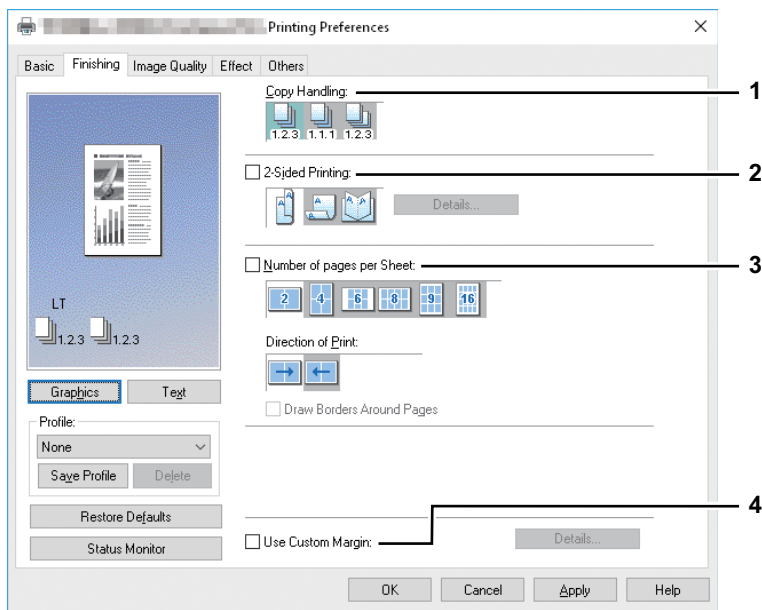 Printing Preferences
Basic Finishing Image Quality Effect Others
Copy Handling: 1
1.2.3 1.1.1 1.2.3
2-Sided Printing: 2
A A A A A
Details...
Number of pages per Sheet: 3
2 4 6 8 9 16
LT
1.2.3 1.2.3
Direction of Print:
Graphics Text
Draw Borders Around Pages
Profile:
None
Save Profile Delete
Restore Defaults
4
Use Custom Margin: Details...
Status Monitor
OK Cancel Apply Help